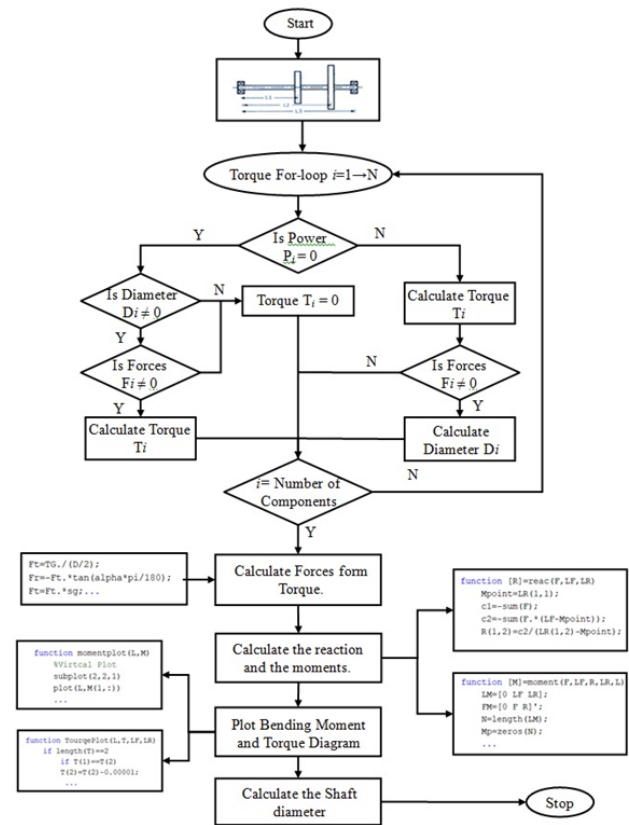 Start
L1
L2
L3
Torque For-loop i=1→N
Is Power
Pi = 0
Y
N
Is Diameter
Di ≠ 0
N
Torque Ti = 0
Calculate Torque
Ti
Y
Is Forces
Fi ≠ 0
N
Is Forces
Fi ≠ 0
Y
Y
Calculate Torque
Ti
Calculate
Diameter Di
i= Number of
Components
N
Y
Ft=TG./(D/2);
Fr=-Ft.*tan(alpha*pi/180);
Ft=Ft.*sg;...
Calculate Forces form
Torque.
function [R]=reac(F,LF,LR)
Mpoint=LR(1,1);
c1=-sum(F);
c2=-sum(F.*(LF-Mpoint));
R(1,2)=c2/(LR(1,2)-Mpoint);
Calculate the reaction
and the moments.
function momentplot(L,M)
%Virtcal Plot
subplot(2,2,1)
plot(L,M(1,:))
...
function [M]=moment(F,LF,R,LR,L)
LM=[0 LF LR];
FM=[0 F R]';
N=length(LM);
Mp=zeros(N);
...
Plot Bending Moment
and Torque Diagram
function TourqePlot(L,T,LF,LR)
if length(T)==2
if T(1)==T(2)
T(2)=T(2)-0.00001;
...
Calculate the Shaft
diameter
Stop